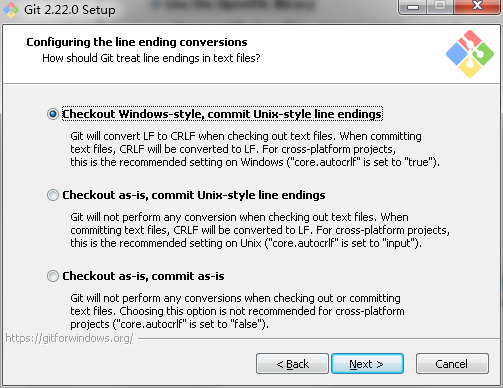 Git 2.22.0 Setup
Configuring the line ending conversions
How should Git treat line endings in text files?
Checkout Windows-style, commit Unix-style line endings
Git will convert LF to CRLF when checking out text files. When committing
text files, CRLF will be converted to LF. For cross-platform projects,
this is the recommended setting on Windows ("core.autocrlf" is set to "true").
Checkout as-is, commit Unix-style line endings
Git will not perform any conversion when checking out text files. When
committing text files, CRLF will be converted to LF. For cross-platform projects,
this is the recommended setting on Unix ("core.autocrlf" is set to "input").
Checkout as-is, commit as-is
Git will not perform any conversions when checking out or committing
text files. Choosing this option is not recommended for cross-platform
projects ("core.autocrlf" is set to "false").
https://gitforwindows.org/
< Back
Next >
Cancel